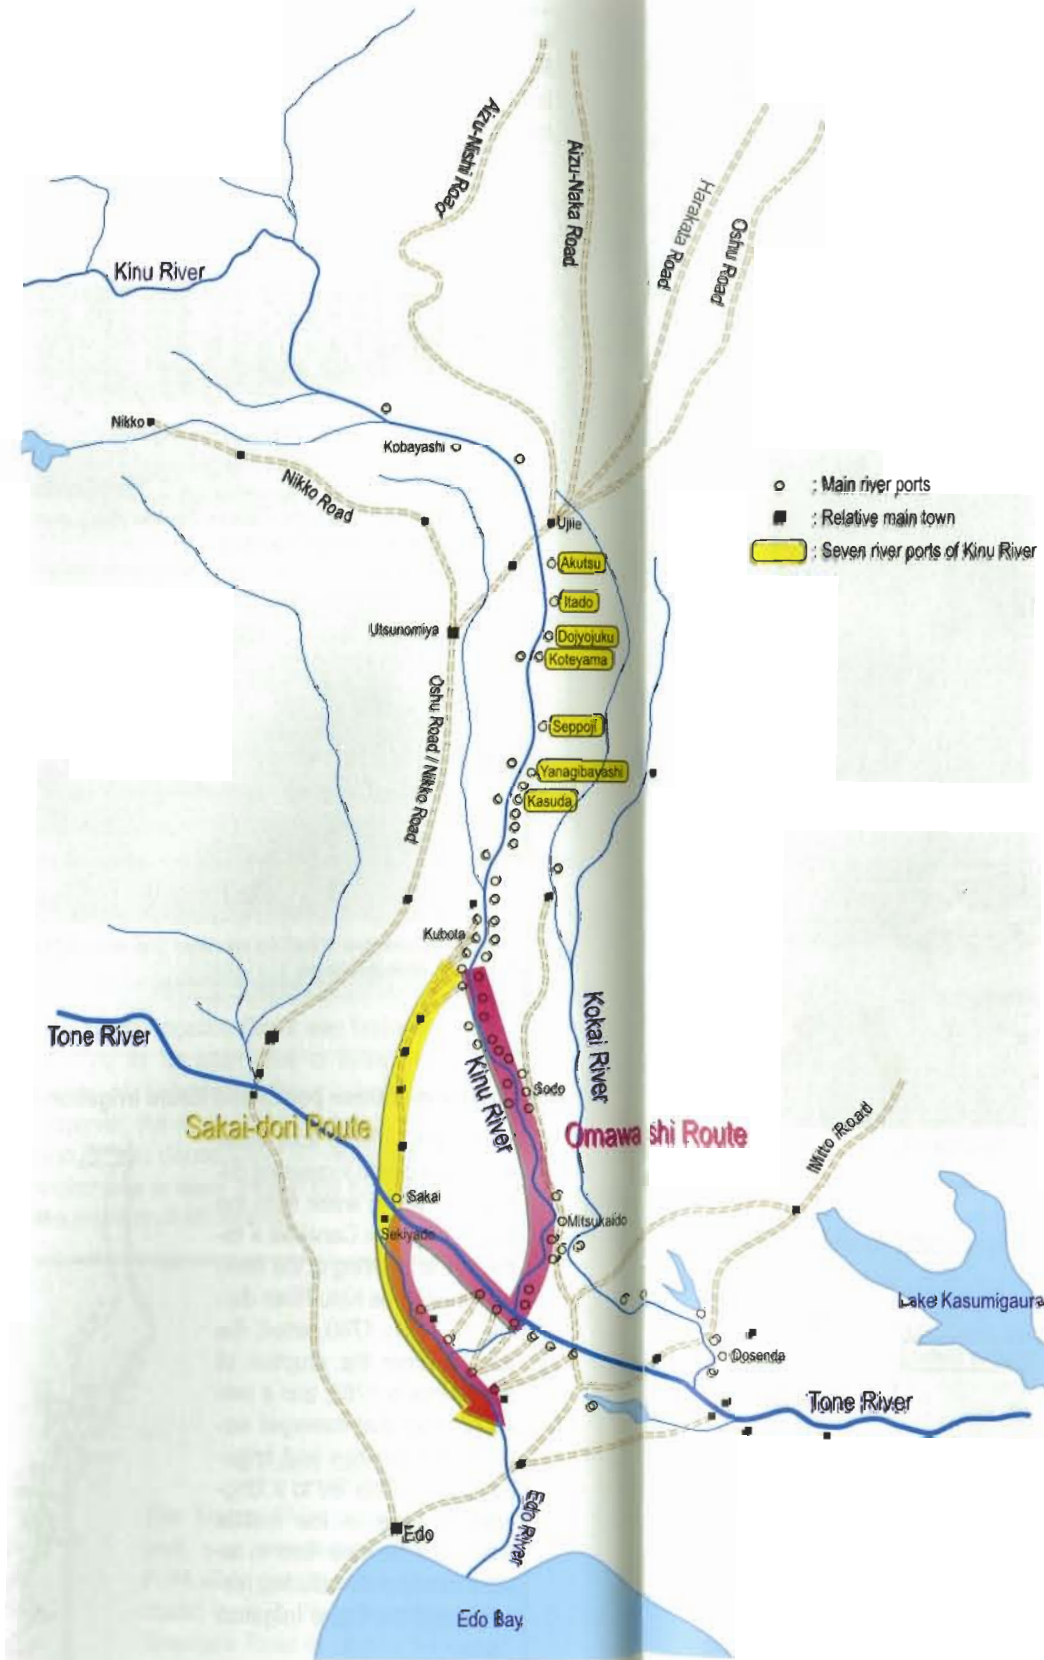 Aizu-Nishi Road
Aizu-Naka Road
Harakata Road
Oshu Road
Kinu River
Nikko
Kobayashi
Nikko Road
Ujiie
: Main river ports
: Relative main town
: Seven river ports of Kinu River
Akutsu
Itado
Utsunomiya
Dojyojuku
Koteyama
Oshu Road / Nikko Road
Seppoji
Yanagibayashi
Kasuda
Kubota
Tone River
Kokai River
Kinu River
Sodo
Sakai-dori Route
Omawashi Route
Mito Road
Sakai
Sekiyado
Mitsukaido
Lake Kasumigaura
Dosenda
Tone River
Edo River
Edo
Edo Bay